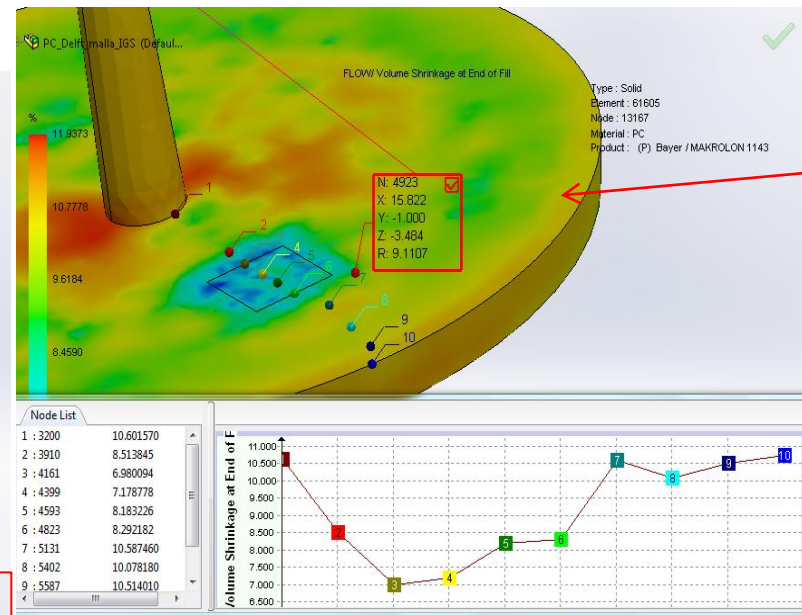 PC_Delft_malla_IGS (Defaul...
FLOW/ Volume Shrinkage at End of Fill
Type : Solid
Element : 61605
Node : 13167
Material : PC
Product : (P) Bayer / MAKROLON 1143
%
11.9373
10.7778
9.6184
8.4590
N: 4923
X: 15.822
Y: -1.000
Z: -3.484
R: 9.1107
1
2
4
5
6
7
8
9
10
Node List
1 : 3200 10.601570
2 : 3910 8.513845
3 : 4161 6.980094
4 : 4399 7.178778
5 : 4593 8.183226
6 : 4823 8.292182
7 : 5131 10.587460
8 : 5402 10.078180
9 : 5587 10.514010
Volume Shrinkage at End of F
11.000
10.500
10.000
9.500
9.000
8.500
8.000
7.500
7.000
6.500
2
3
4
5
6
7
8
9
10